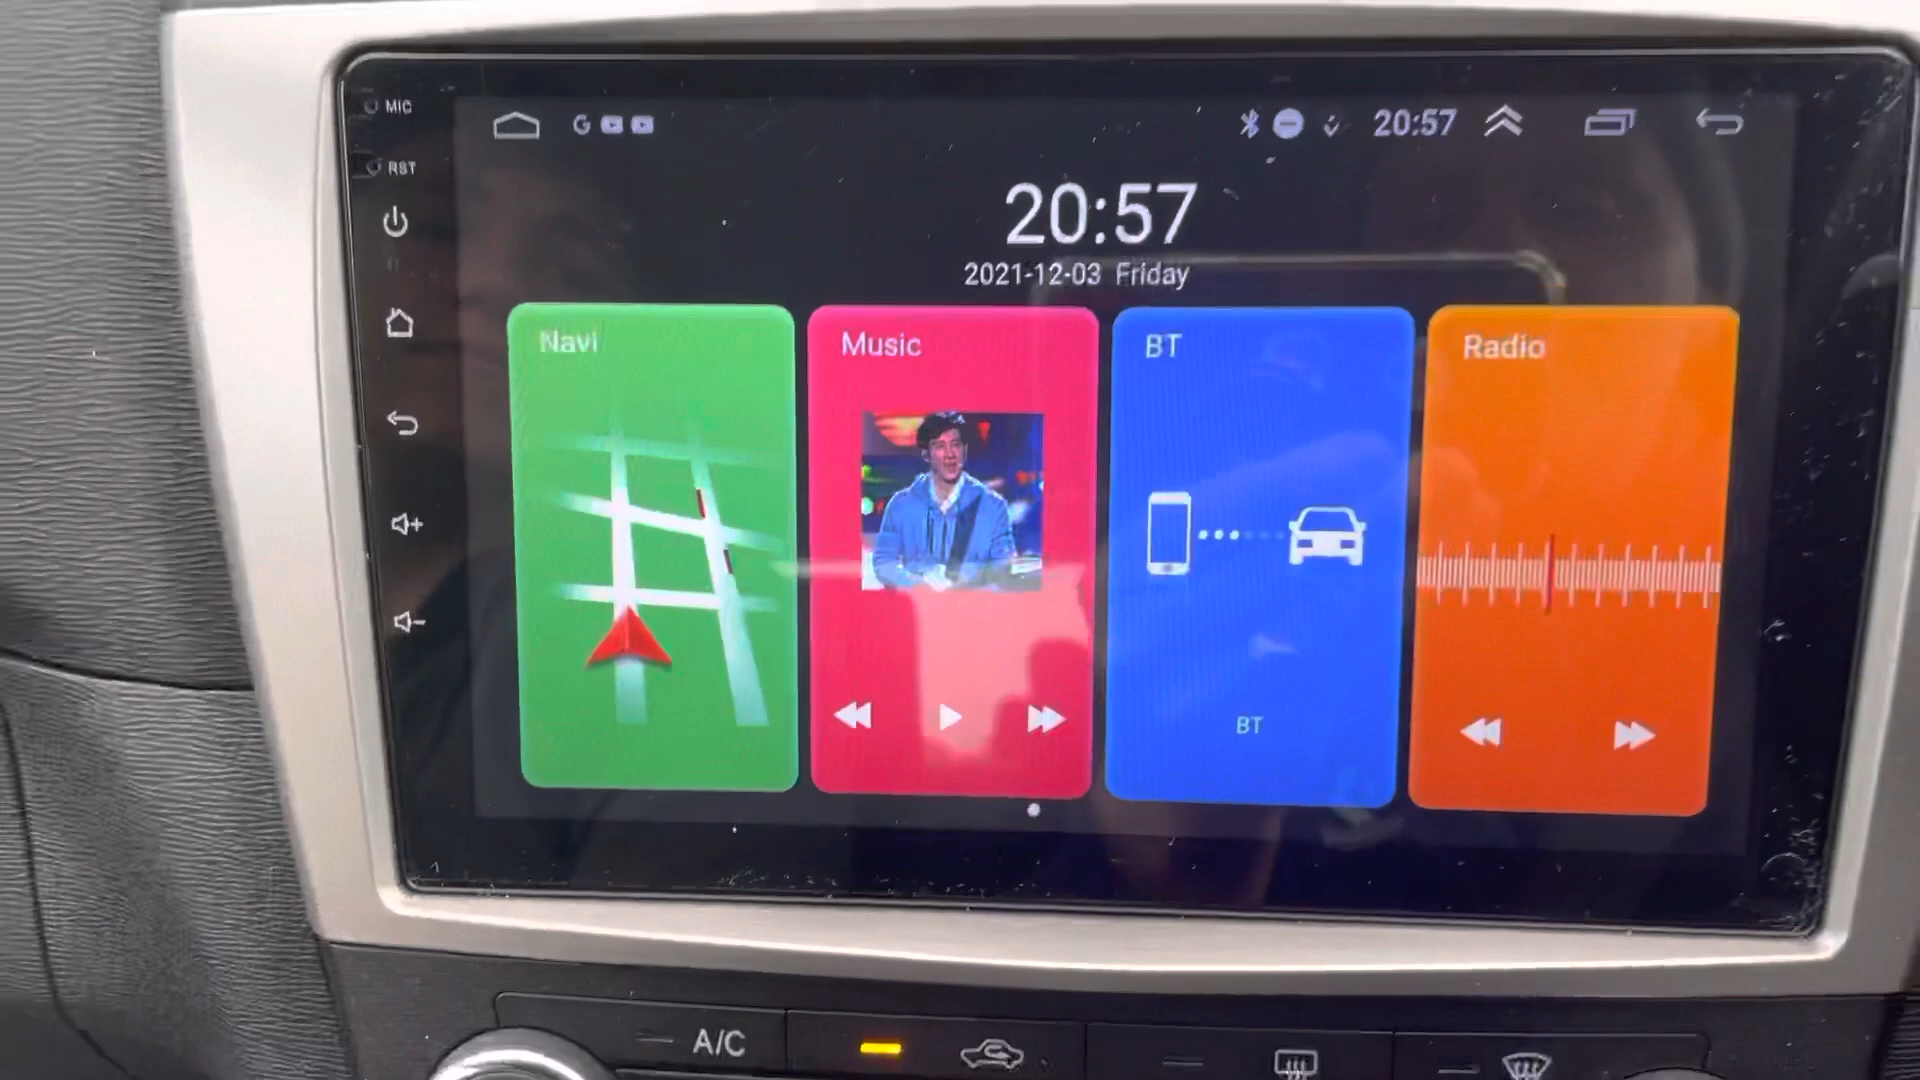 MIC
G
20:57
RST
20:57
2021-12-03 Friday
Navi
Music
BT
Radio
BT
A/C